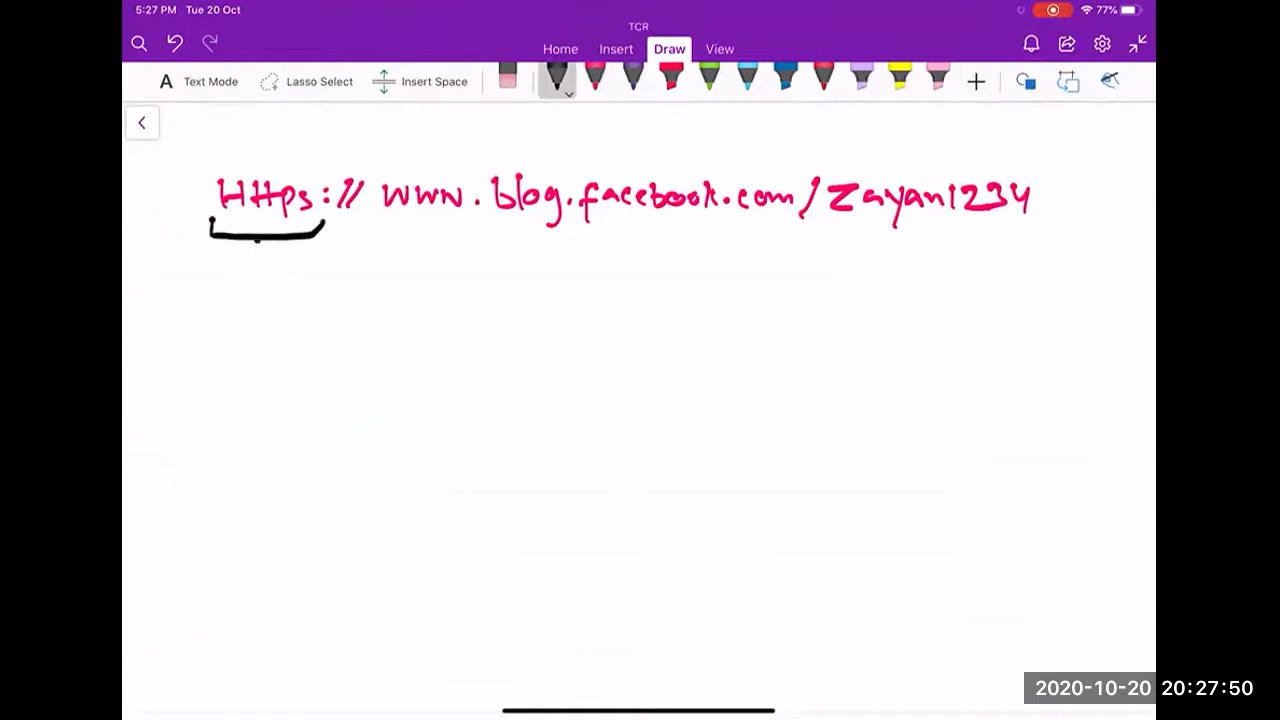 5:27 PM Tue 20 Oct
77%
TCR
Home Insert Draw View
A Text Mode Lasso Select Insert Space
Https:// www.blog.facebook.com/Zayan1234
2020-10-20 20:27:50